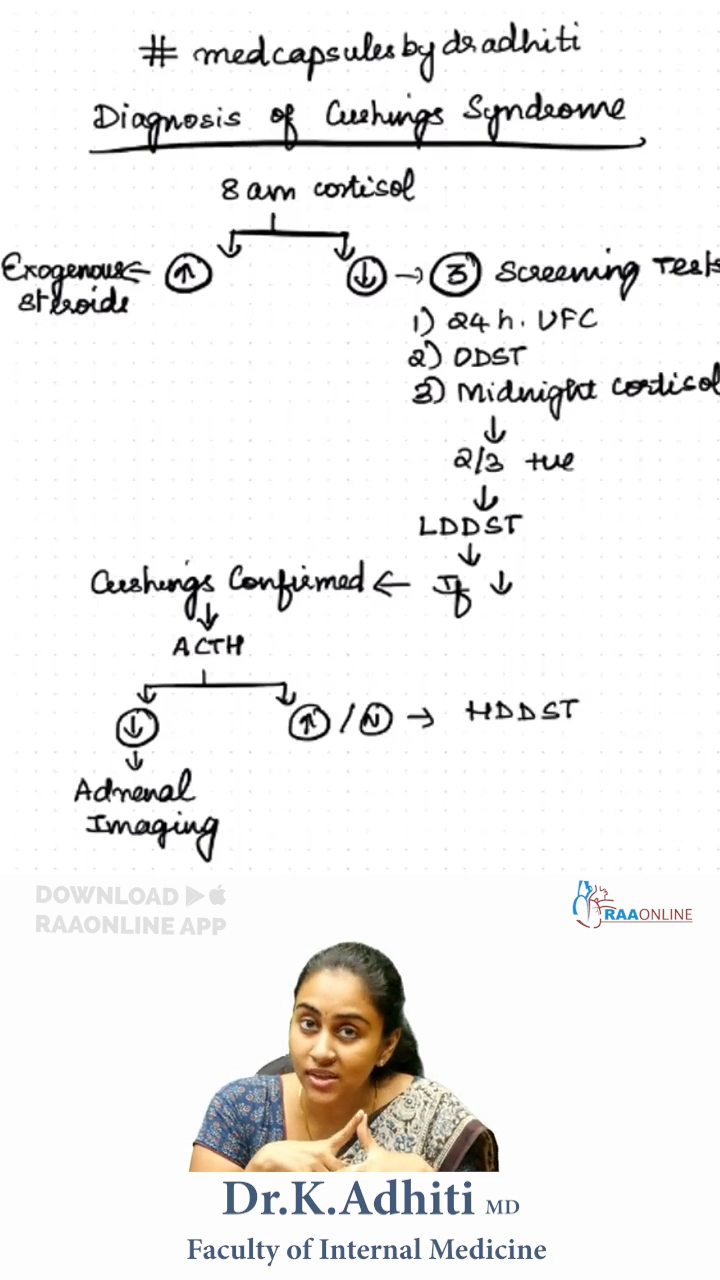 # medcapsules by dr adhiti
Diagnosis of Cushings Syndrome
8 am cortisol
Exogenous ← ↑
steroids
↓ → 3 Screening Tests
1) 24 h. UFC
2) ODST
3) Midnight cortisol
↓
2/3 +ve
↓
LDDST
↓
Cushings Confirmed ← If ↓
↓
ACTH
↓ ↑ / N → HDDST
↓
Adrenal
Imaging
DOWNLOAD
RAAONLINE APP
RAAONLINE
Dr.K.Adhiti MD
Faculty of Internal Medicine